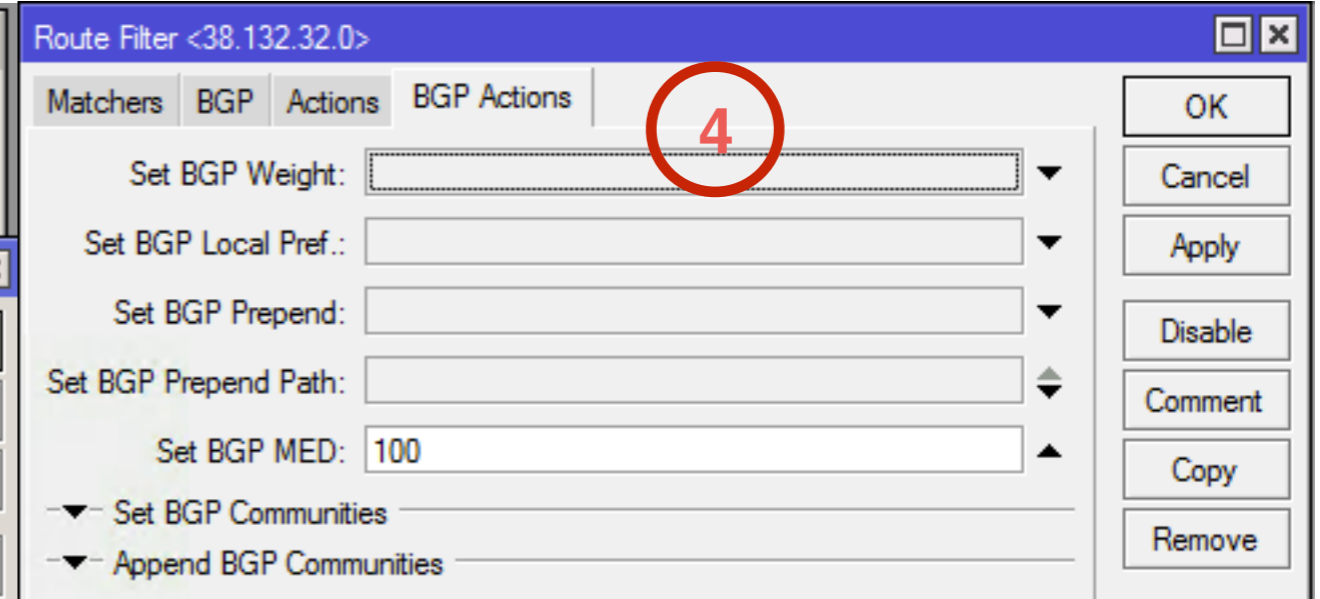 Route Filter <38.132.32.0>
Matchers BGP Actions BGP Actions
4
OK
Set BGP Weight:
Cancel
Set BGP Local Pref.:
Apply
Set BGP Prepend:
Disable
Set BGP Prepend Path:
Comment
Set BGP MED: 100
Copy
Set BGP Communities
Remove
Append BGP Communities